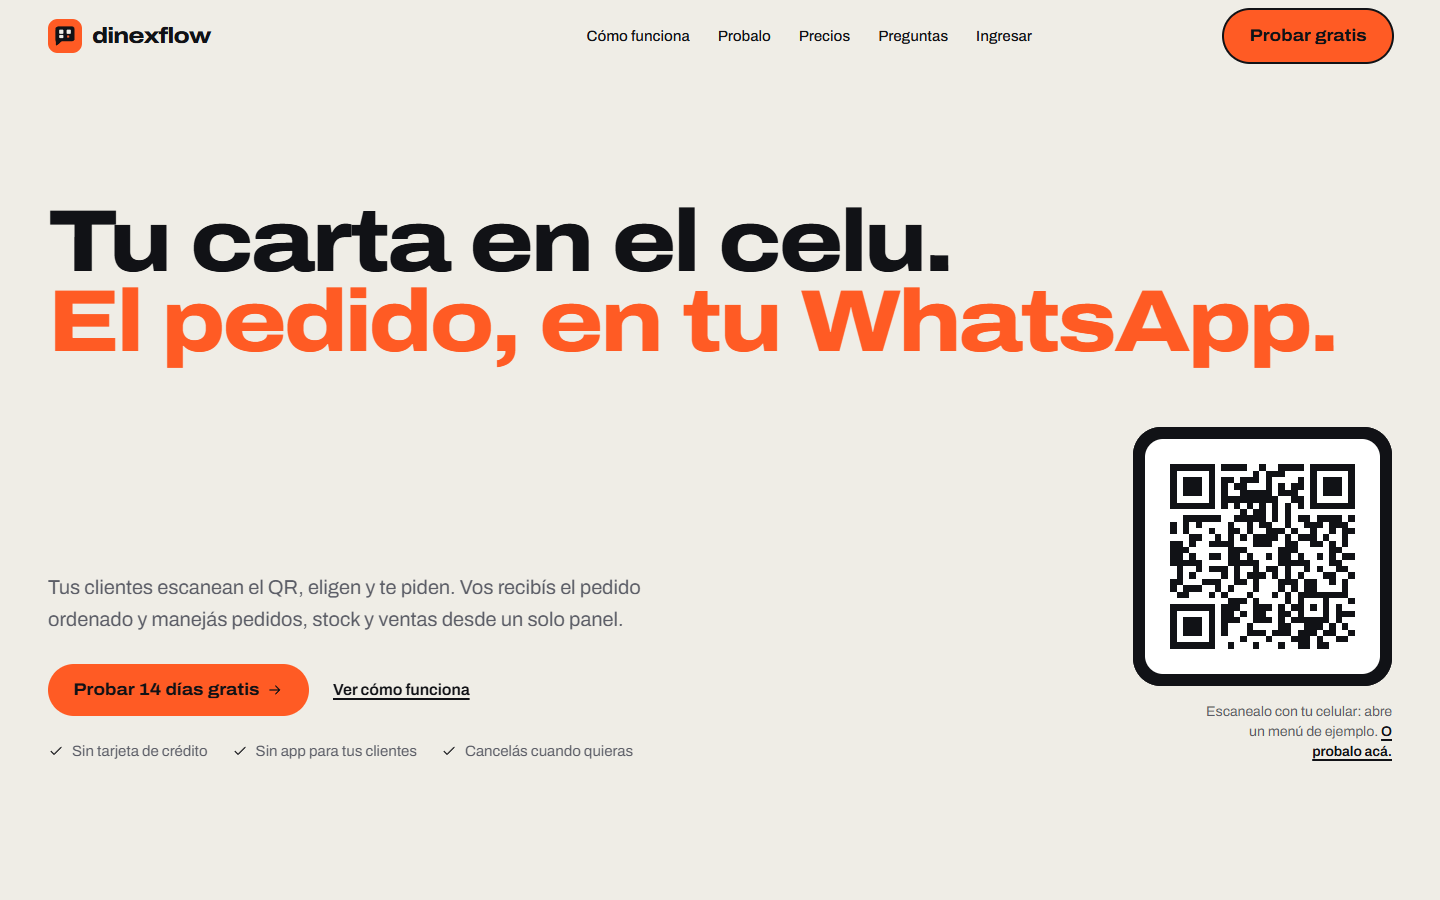 dinexflow
Cómo funciona
Probalo
Precios
Preguntas
Ingresar
Probar gratis
Tu carta en el celu.
El pedido, en tu WhatsApp.
Tus clientes escanean el QR, eligen y te piden. Vos recibís el pedido
ordenado y manejás pedidos, stock y ventas desde un solo panel.
Probar 14 días gratis →
Ver cómo funciona
Sin tarjeta de crédito
Sin app para tus clientes
Cancelás cuando quieras
Escanealo con tu celular: abre
un menú de ejemplo. O
probalo acá.